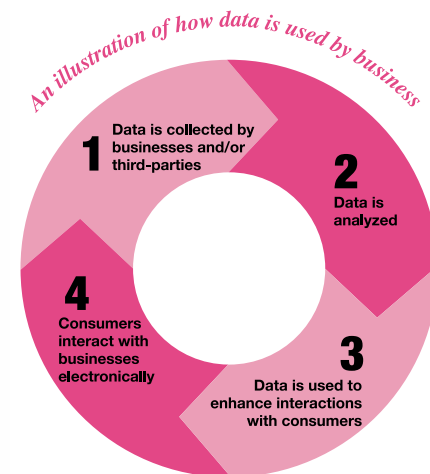 An illustration of how data is used by business
1
Data is collected by
businesses and/or
third-parties
2
Data is
analyzed
3
Data is used to
enhance interactions
with consumers
4
Consumers
interact with
businesses
electronically